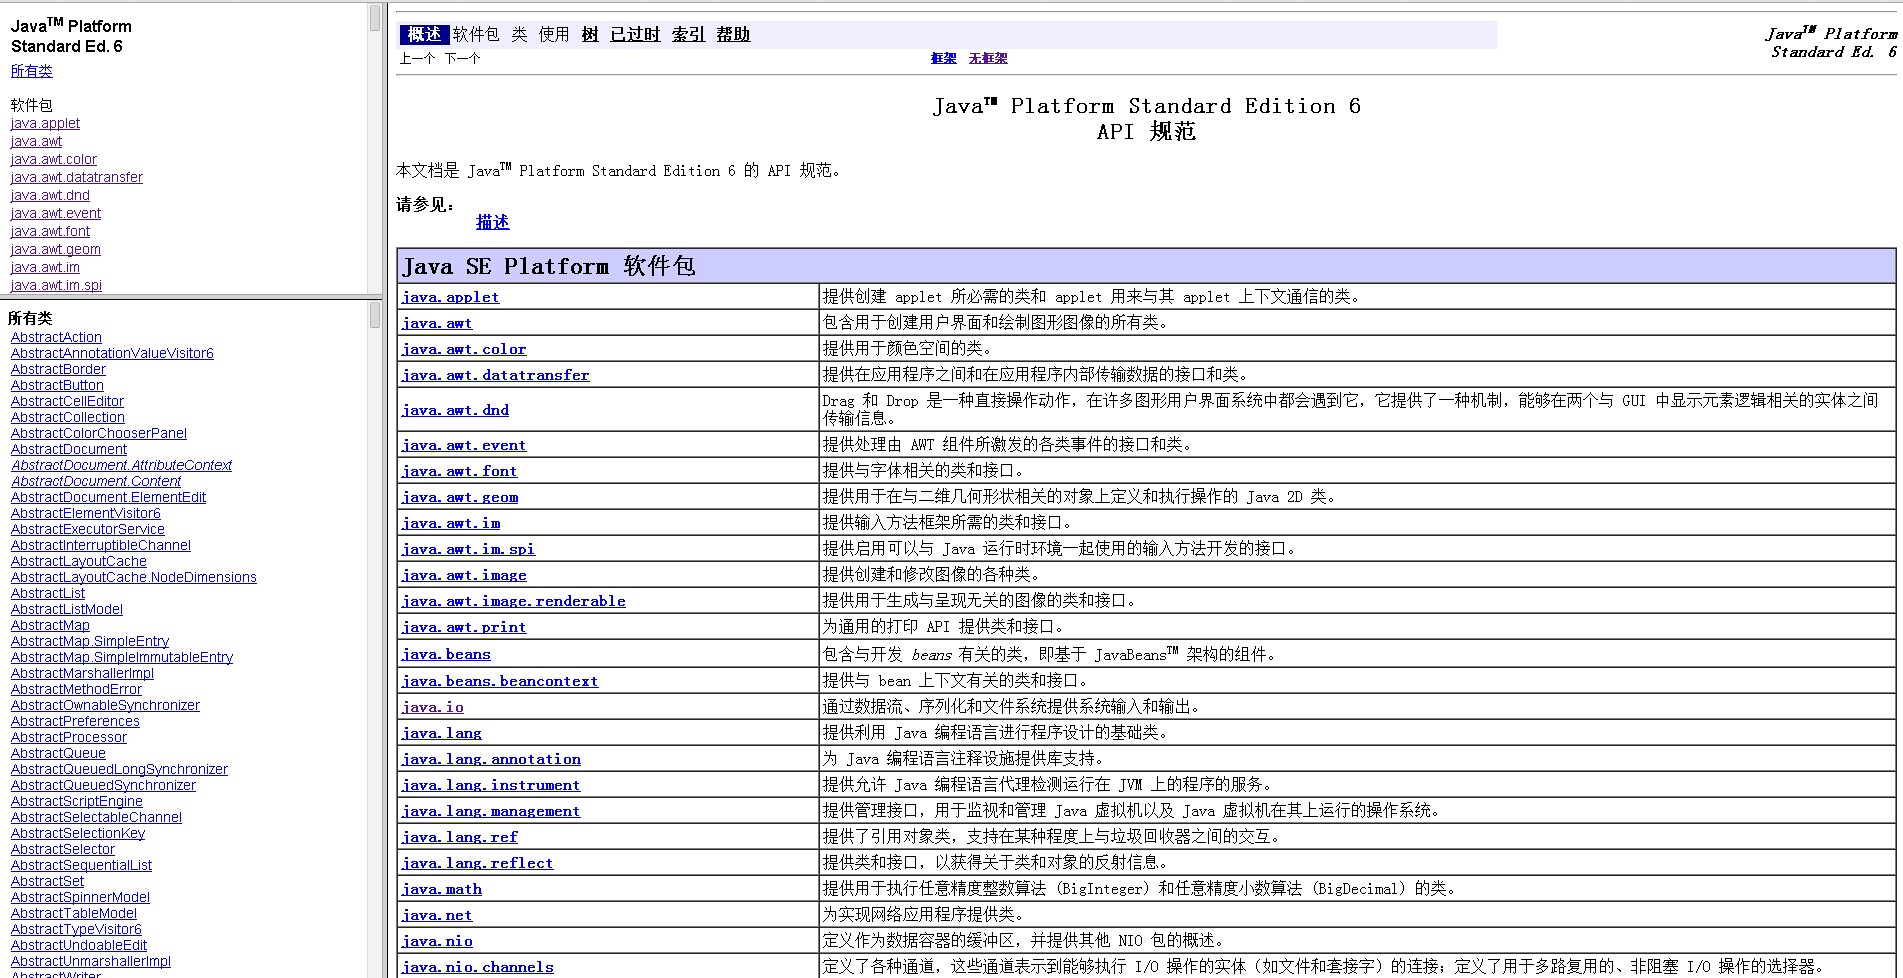 Java™ Platform
Standard Ed. 6
所有类
软件包
java.applet
java.awt
java.awt.color
java.awt.datatransfer
java.awt.dnd
java.awt.event
java.awt.font
java.awt.geom
java.awt.im
java.awt.im.spi
所有类
AbstractAction
AbstractAnnotationValueVisitor6
AbstractBorder
AbstractButton
AbstractCellEditor
AbstractCollection
AbstractColorChooserPanel
AbstractDocument
AbstractDocument.AttributeContext
AbstractDocument.Content
AbstractDocument.ElementEdit
AbstractElementVisitor6
AbstractExecutorService
AbstractInterruptibleChannel
AbstractLayoutCache
AbstractLayoutCache.NodeDimensions
AbstractList
AbstractListModel
AbstractMap
AbstractMap.SimpleEntry
AbstractMap.SimpleImmutableEntry
AbstractMarshallerImpl
AbstractMethodError
AbstractOwnableSynchronizer
AbstractPreferences
AbstractProcessor
AbstractQueue
AbstractQueuedLongSynchronizer
AbstractQueuedSynchronizer
AbstractScriptEngine
AbstractSelectableChannel
AbstractSelectionKey
AbstractSelector
AbstractSequentialList
AbstractSet
AbstractSpinnerModel
AbstractTableModel
AbstractTypeVisitor6
AbstractUndoableEdit
AbstractUnmarshallerImpl
AbstractWriter
概述 软件包 类 使用 树 已过时 索引 帮助
Java™ Platform
Standard Ed. 6
上一个 下一个 框架 无框架
Java™ Platform Standard Edition 6
API 规范
本文档是 Java™ Platform Standard Edition 6 的 API 规范。
请参见：
描述
Java SE Platform 软件包
java.applet 提供创建 applet 所必需的类和 applet 用来与其 applet 上下文通信的类。
java.awt 包含用于创建用户界面和绘制图形图像的所有类。
java.awt.color 提供用于颜色空间的类。
java.awt.datatransfer 提供在应用程序之间和在应用程序内部传输数据的接口和类。
java.awt.dnd Drag 和 Drop 是一种直接操作动作，在许多图形用户界面系统中都会遇到它，它提供了一种机制，能够在两个与 GUI 中显示元素逻辑相关的实体之间
传输信息。
java.awt.event 提供处理由 AWT 组件所激发的各类事件的接口和类。
java.awt.font 提供与字体相关的类和接口。
java.awt.geom 提供用于在与二维几何形状相关的对象上定义和执行操作的 Java 2D 类。
java.awt.im 提供输入方法框架所需的类和接口。
java.awt.im.spi 提供启用可以与 Java 运行时环境一起使用的输入方法开发的接口。
java.awt.image 提供创建和修改图像的各种类。
java.awt.image.renderable 提供用于生成与呈现无关的图像的类和接口。
java.awt.print 为通用的打印 API 提供类和接口。
java.beans 包含与开发 beans 有关的类，即基于 JavaBeans™ 架构的组件。
java.beans.beancontext 提供与 bean 上下文有关的类和接口。
java.io 通过数据流、序列化和文件系统提供系统输入和输出。
java.lang 提供利用 Java 编程语言进行程序设计的基础类。
java.lang.annotation 为 Java 编程语言注释设施提供库支持。
java.lang.instrument 提供允许 Java 编程语言代理检测运行在 JVM 上的程序的服务。
java.lang.management 提供管理接口，用于监视和管理 Java 虚拟机以及 Java 虚拟机在其上运行的操作系统。
java.lang.ref 提供了引用对象类，支持在某种程度上与垃圾回收器之间的交互。
java.lang.reflect 提供类和接口，以获得关于类和对象的反射信息。
java.math 提供用于执行任意精度整数算法 (BigInteger) 和任意精度小数算法 (BigDecimal) 的类。
java.net 为实现网络应用程序提供类。
java.nio 定义作为数据容器的缓冲区，并提供其他 NIO 包的概述。
java.nio.channels 定义了各种通道，这些通道表示到能够执行 I/O 操作的实体（如文件和套接字）的连接；定义了用于多路复用的、非阻塞 I/O 操作的选择器。